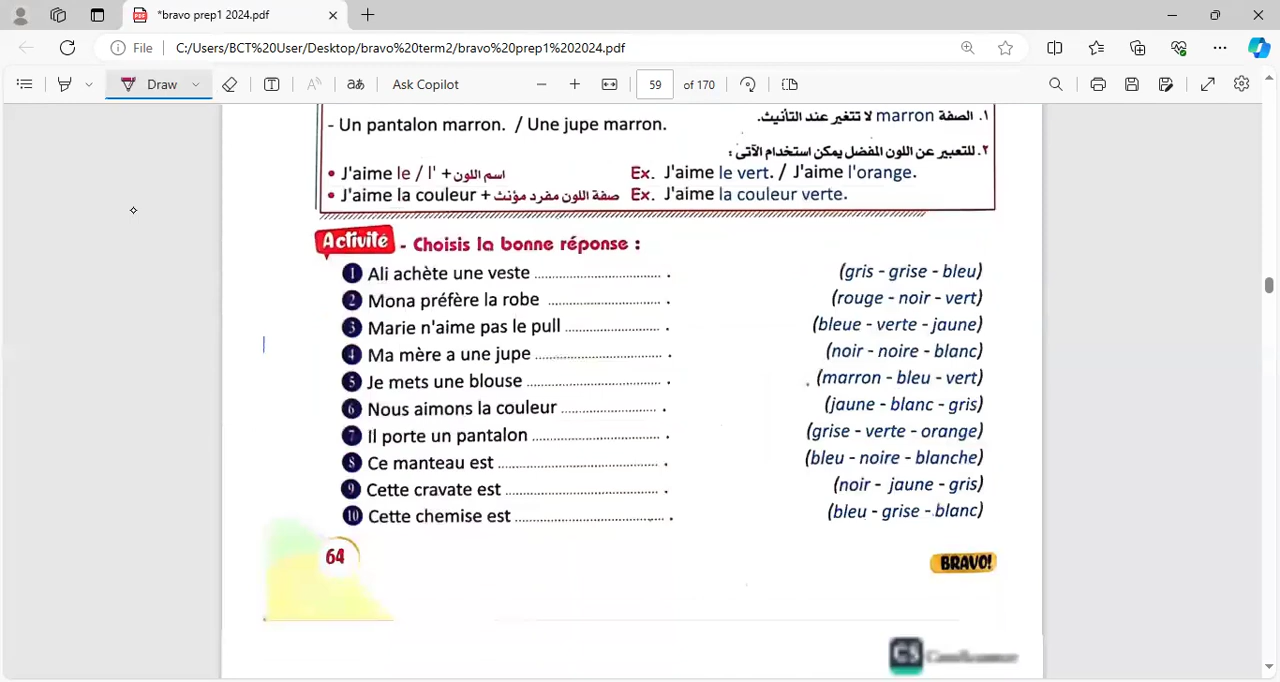 *bravo prep1 2024.pdf
File C:/Users/BCT%20User/Desktop/bravo%20term2/bravo%20prep1%202024.pdf
Draw aあ Ask Copilot 59 of 170
- Un pantalon marron. / Une jupe marron. ١. الصفة marron لا تتغير عند التأنيث.
٢. للتعبير عن اللون المفضل يمكن استخدام الآتى :
• J'aime le / l' + اسم اللون Ex. J'aime le vert. / J'aime l'orange.
• J'aime la couleur + صفة اللون مفرد مؤنث Ex. J'aime la couleur verte.
Activité - Choisis la bonne réponse :
1 Ali achète une veste ................................ . (gris - grise - bleu)
2 Mona préfère la robe ............................. . (rouge - noir - vert)
3 Marie n'aime pas le pull ........................ . (bleue - verte - jaune)
4 Ma mère a une jupe ................................ . (noir - noire - blanc)
5 Je mets une blouse .................................. . (marron - bleu - vert)
6 Nous aimons la couleur .......................... . (jaune - blanc - gris)
7 Il porte un pantalon ................................. . (grise - verte - orange)
8 Ce manteau est ........................................ . (bleu - noire - blanche)
9 Cette cravate est ...................................... . (noir - jaune - gris)
10 Cette chemise est ..................................... . (bleu - grise - blanc)
64
BRAVO!
CS